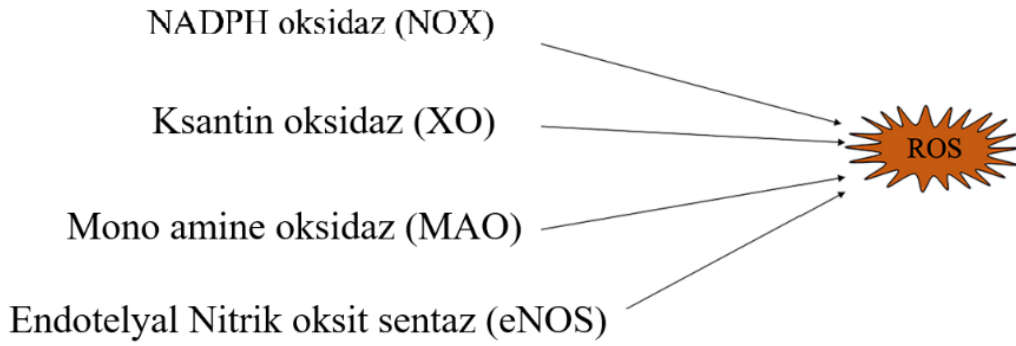 NADPH oksidaz (NOX)
Ksantin oksidaz (XO)
ROS
Mono amine oksidaz (MAO)
Endotelyal Nitrik oksit sentaz (eNOS)